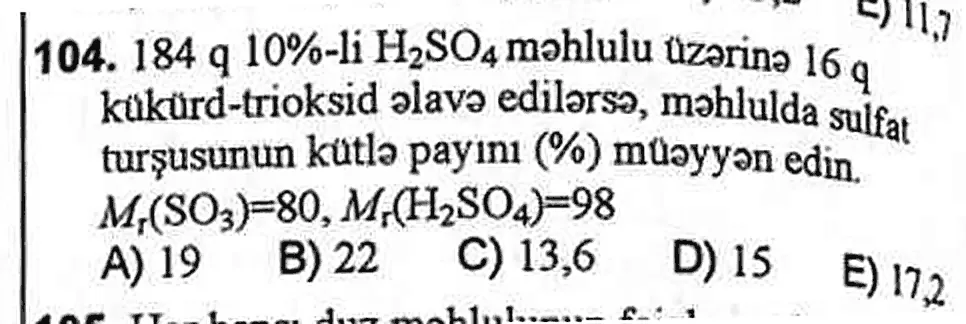 E) 11,7
104. 184 q 10%-li H₂SO₄ məhlulu üzərinə 16 q
kükürd-trioksid əlavə edilərsə, məhlulda sulfat
turşusunun kütlə payını (%) müəyyən edin.
Mᵣ(SO₃)=80, Mᵣ(H₂SO₄)=98
A) 19 B) 22 C) 13,6 D) 15 E) 17,2